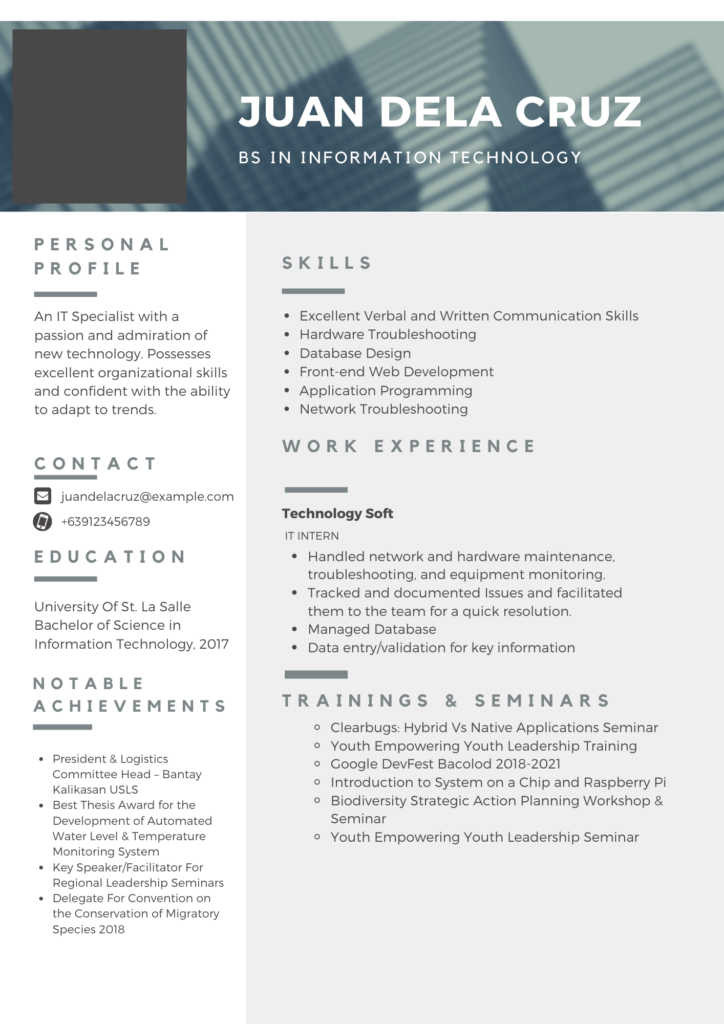 JUAN DELA CRUZ
BS IN INFORMATION TECHNOLOGY
PERSONAL
PROFILE
An IT Specialist with a
passion and admiration of
new technology. Possesses
excellent organizational skills
and confident with the ability
to adapt to trends.
CONTACT
juandelacruz@example.com
+639123456789
EDUCATION
University Of St. La Salle
Bachelor of Science in
Information Technology, 2017
NOTABLE
ACHIEVEMENTS
• President & Logistics
Committee Head – Bantay
Kalikasan USLS
• Best Thesis Award for the
Development of Automated
Water Level & Temperature
Monitoring System
• Key Speaker/Facilitator For
Regional Leadership Seminars
• Delegate For Convention on
the Conservation of Migratory
Species 2018
SKILLS
• Excellent Verbal and Written Communication Skills
• Hardware Troubleshooting
• Database Design
• Front-end Web Development
• Application Programming
• Network Troubleshooting
WORK EXPERIENCE
Technology Soft
IT INTERN
• Handled network and hardware maintenance,
troubleshooting, and equipment monitoring.
• Tracked and documented Issues and facilitated
them to the team for a quick resolution.
• Managed Database
• Data entry/validation for key information
TRAININGS & SEMINARS
◦ Clearbugs: Hybrid Vs Native Applications Seminar
◦ Youth Empowering Youth Leadership Training
◦ Google DevFest Bacolod 2018-2021
◦ Introduction to System on a Chip and Raspberry Pi
◦ Biodiversity Strategic Action Planning Workshop &
Seminar
◦ Youth Empowering Youth Leadership Seminar